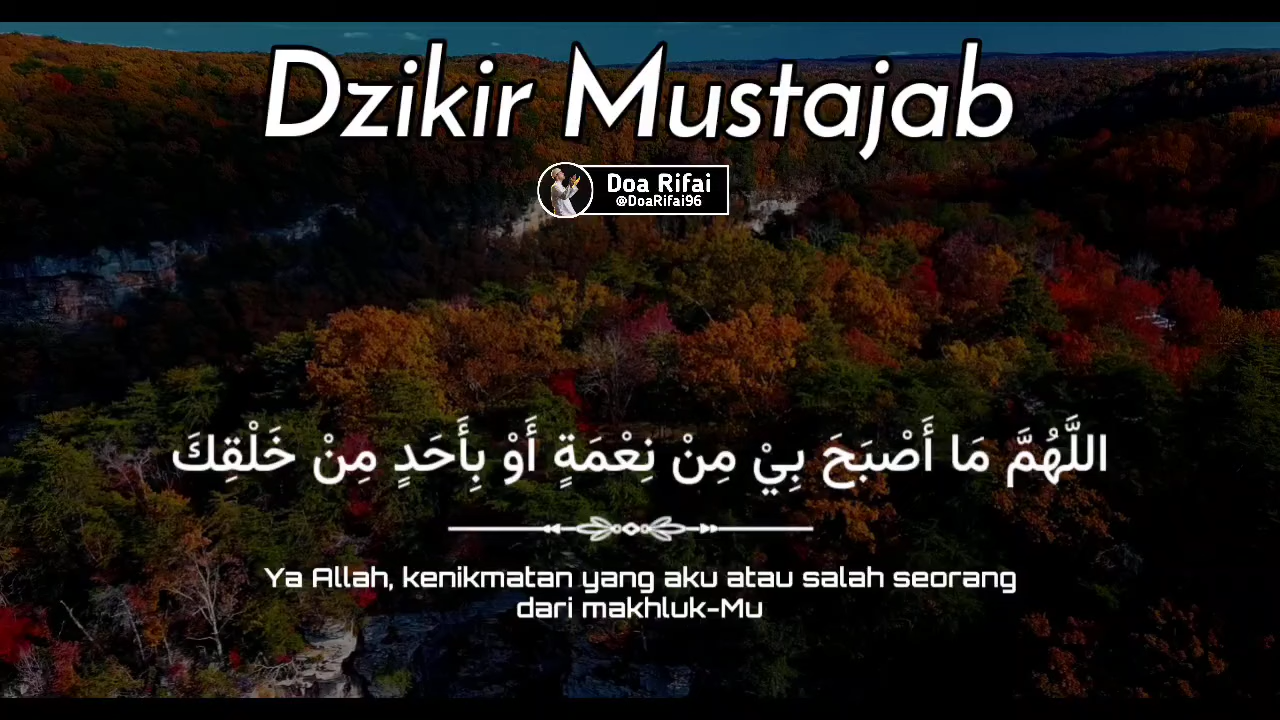 Dzikir Mustajab
Doa Rifai
@DoaRifai96
اللَّهُمَّ مَا أَصْبَحَ بِيْ مِنْ نِعْمَةٍ أَوْ بِأَحَدٍ مِنْ خَلْقِكَ
Ya Allah, kenikmatan yang aku atau salah seorang
dari makhluk-Mu